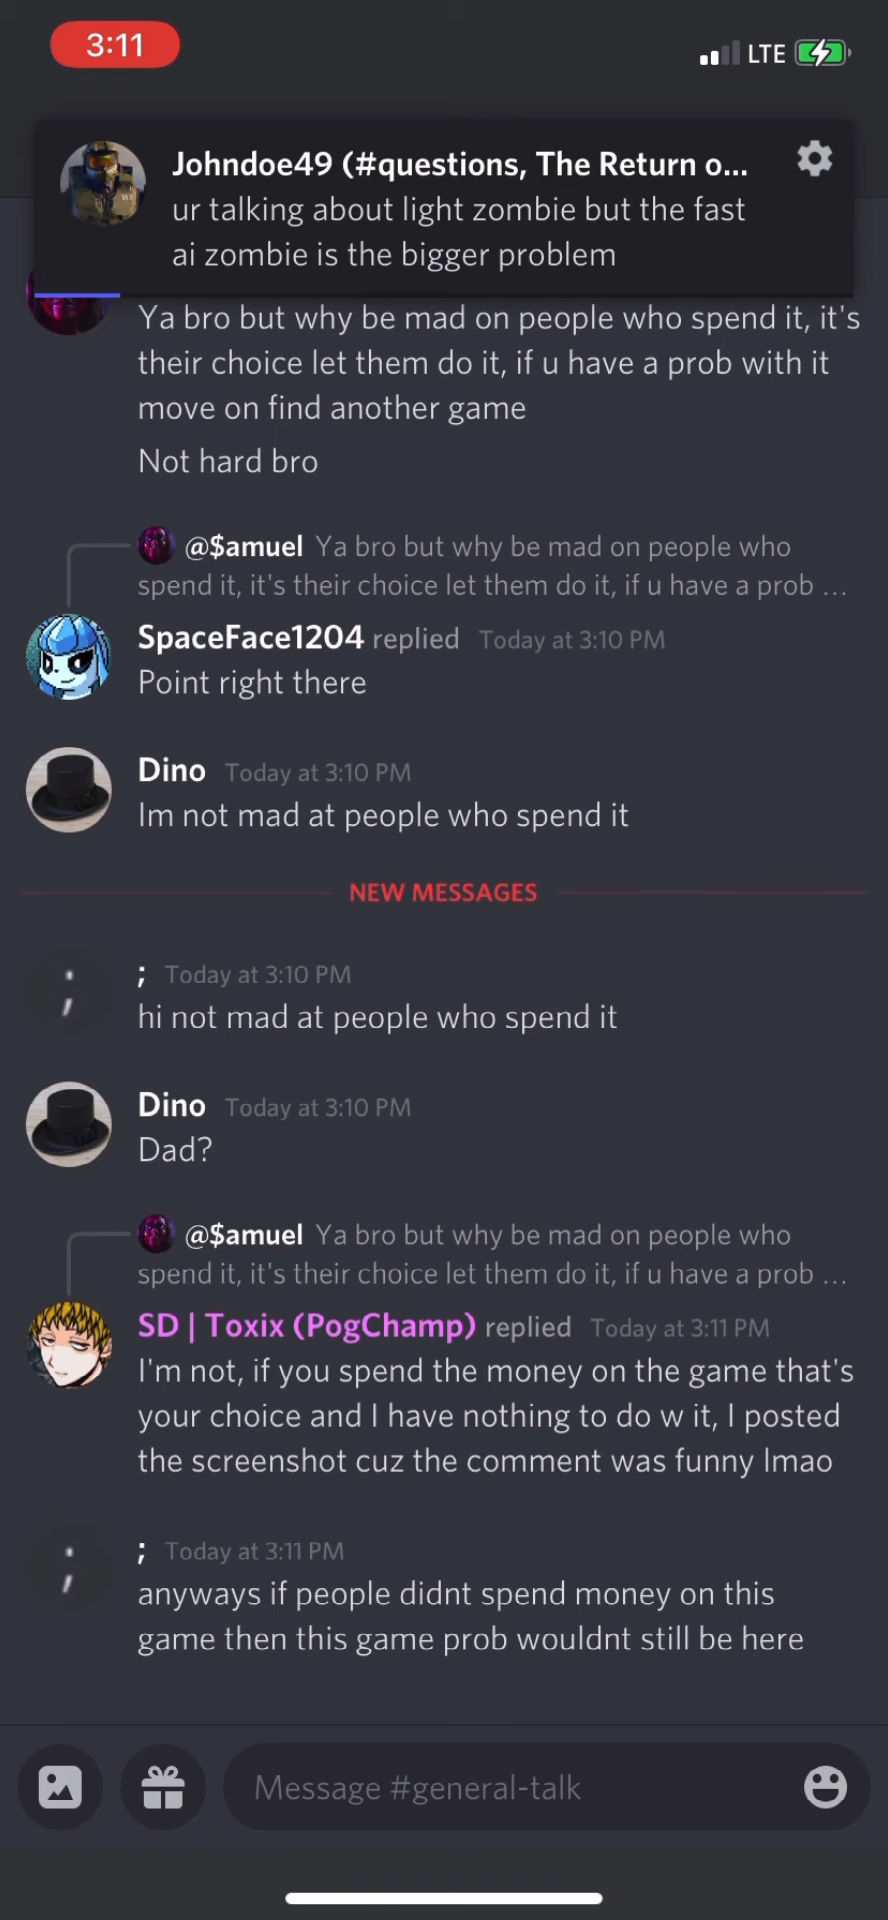 3:11
LTE
Johndoe49 (#questions, The Return o...
ur talking about light zombie but the fast
ai zombie is the bigger problem
Ya bro but why be mad on people who spend it, it's
their choice let them do it, if u have a prob with it
move on find another game
Not hard bro
@$amuel Ya bro but why be mad on people who
spend it, it's their choice let them do it, if u have a prob ...
SpaceFace1204 replied Today at 3:10 PM
Point right there
Dino Today at 3:10 PM
Im not mad at people who spend it
NEW MESSAGES
; ; Today at 3:10 PM
hi not mad at people who spend it
Dino Today at 3:10 PM
Dad?
@$amuel Ya bro but why be mad on people who
spend it, it's their choice let them do it, if u have a prob ...
SD | Toxix (PogChamp) replied Today at 3:11 PM
I'm not, if you spend the money on the game that's
your choice and I have nothing to do w it, I posted
the screenshot cuz the comment was funny lmao
; ; Today at 3:11 PM
anyways if people didnt spend money on this
game then this game prob wouldnt still be here
Message #general-talk